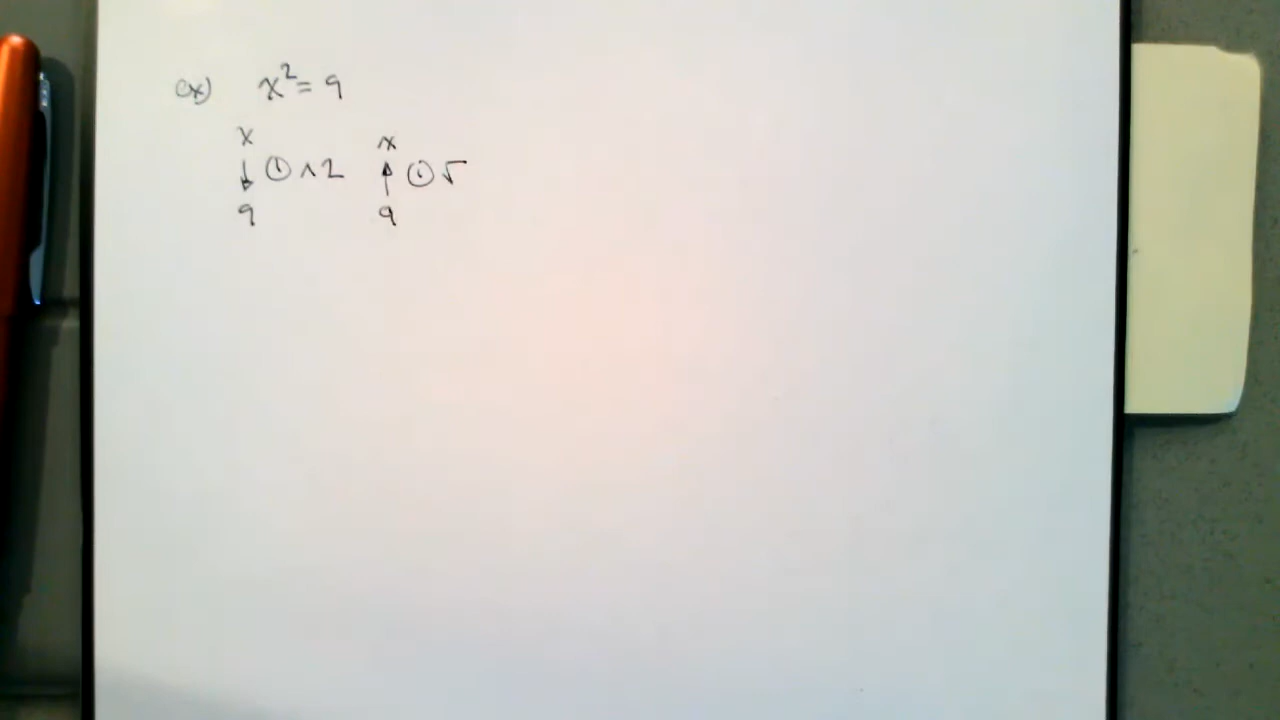 ex) x² = 9
x x
↓ ① ^2 ↑ ① √
9 9